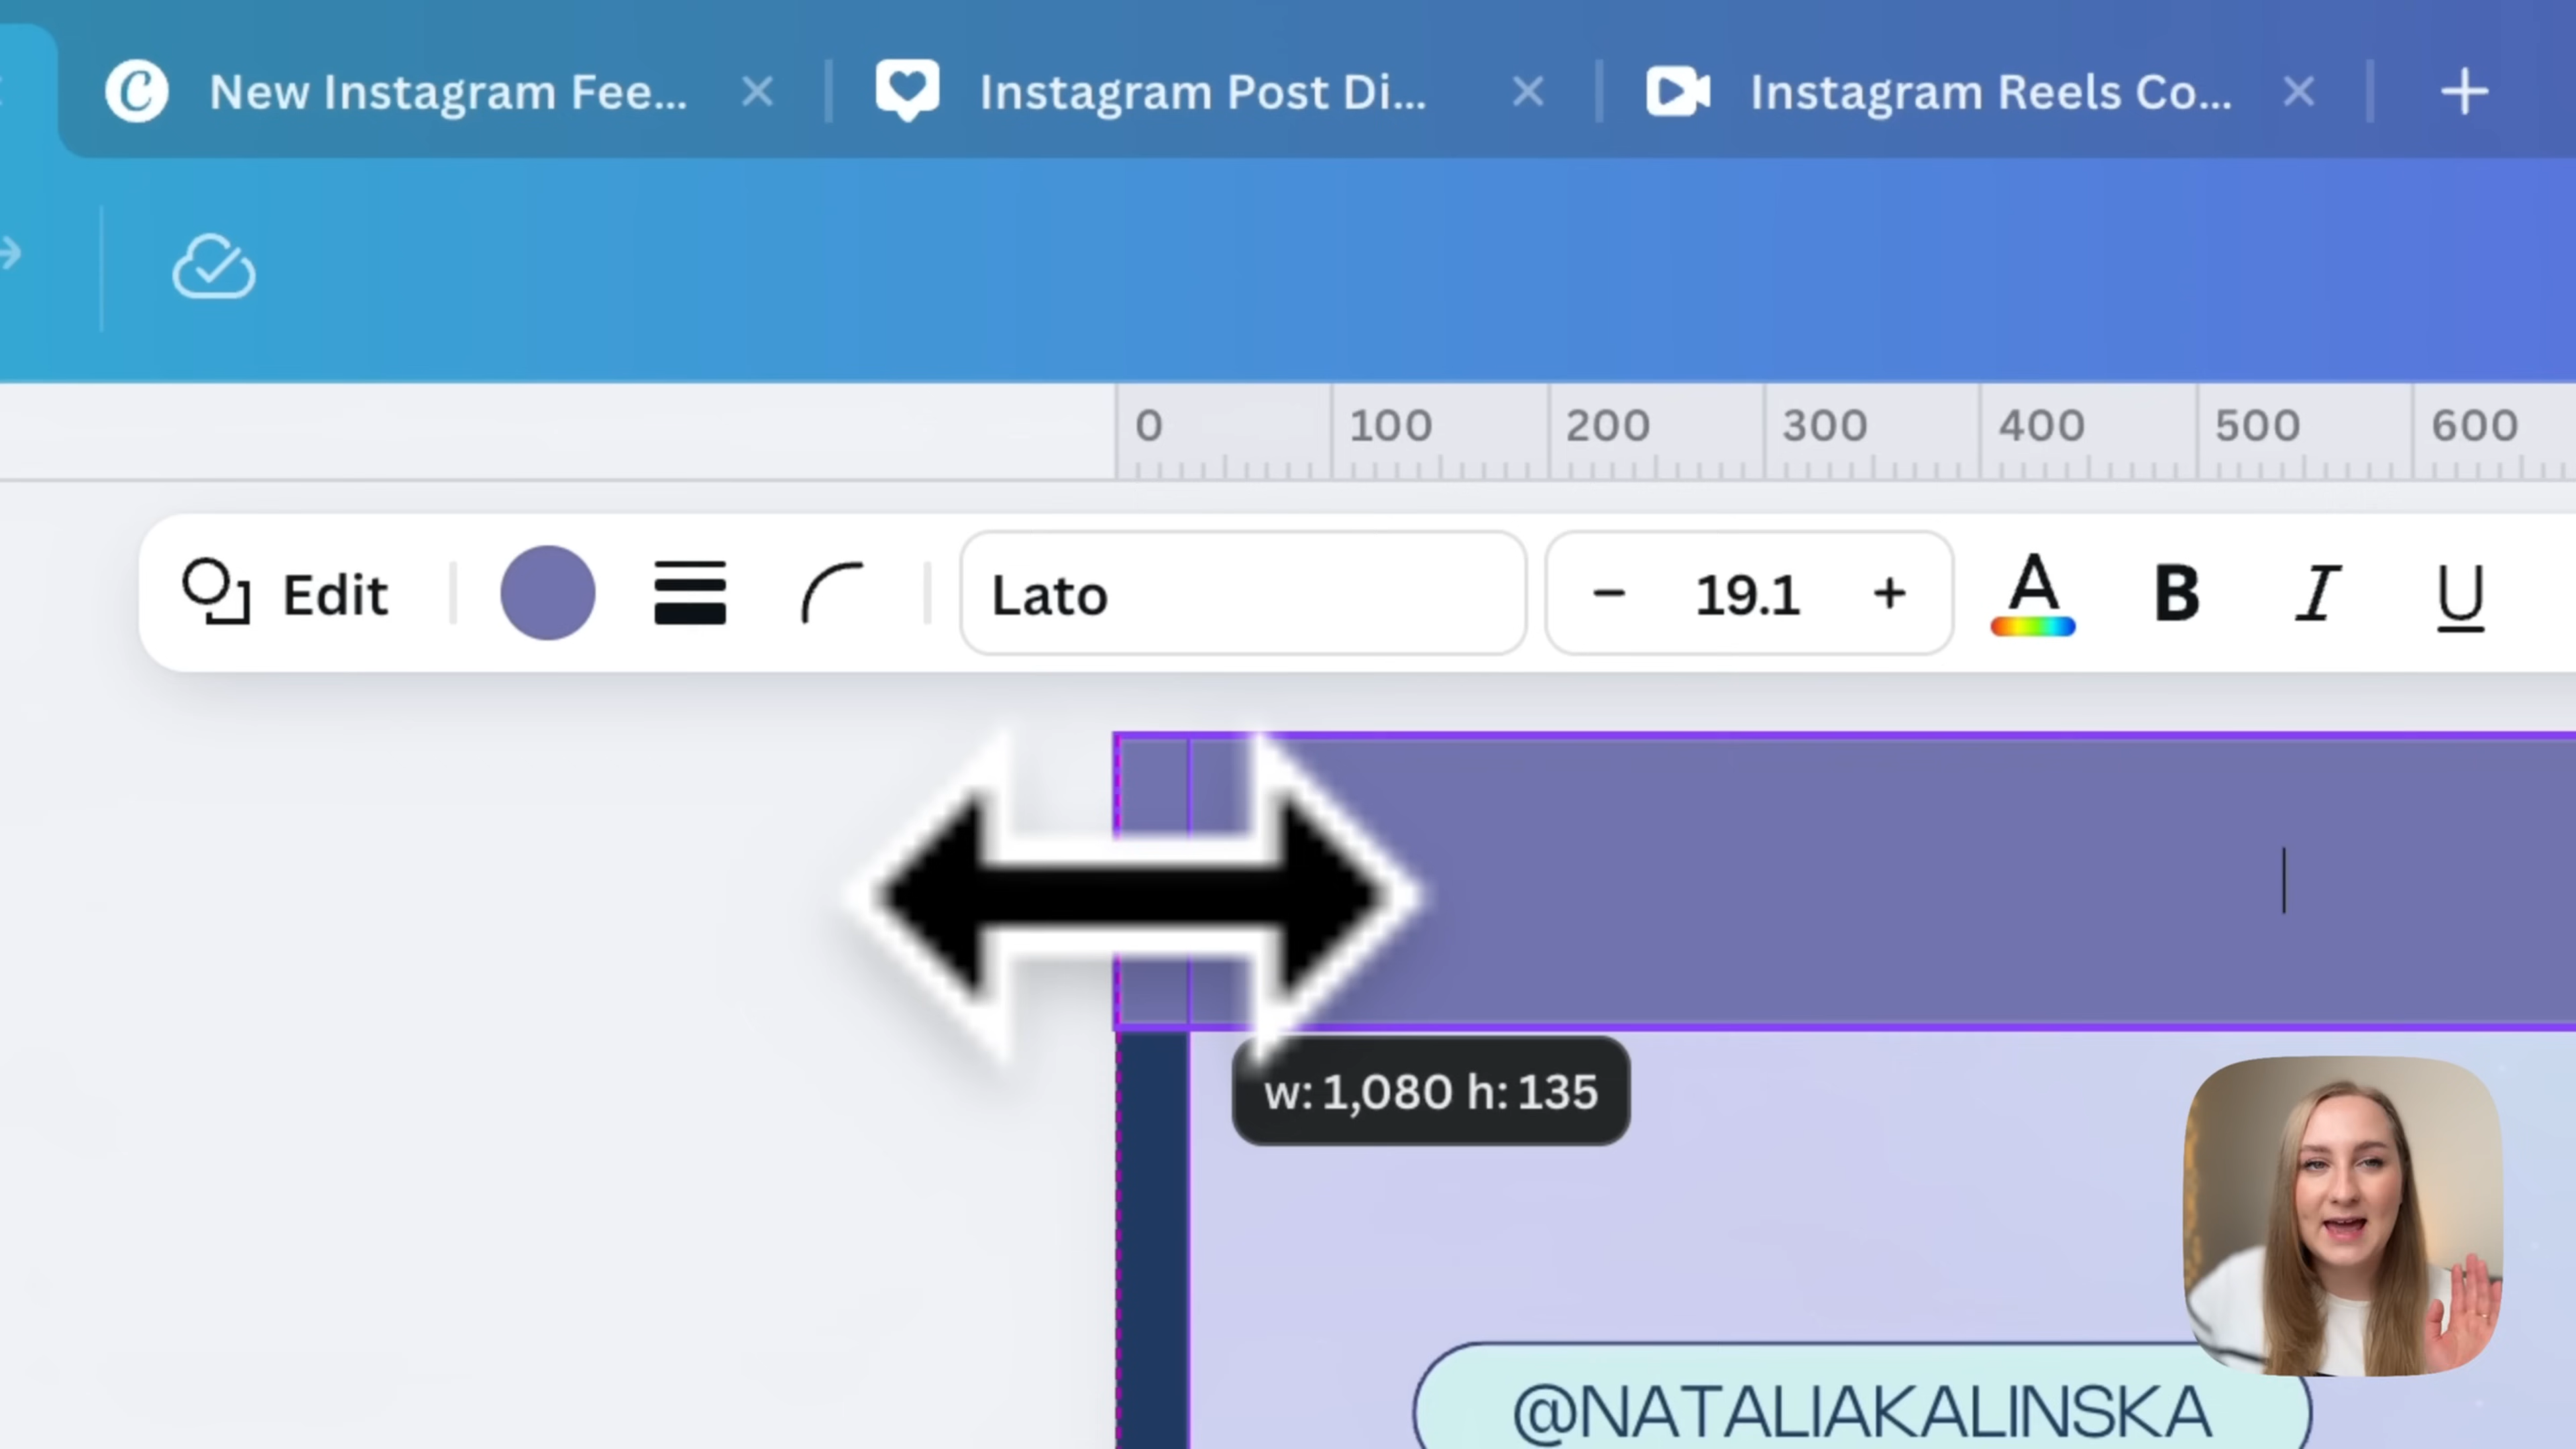 New Instagram Fee...
Instagram Post Di...
Instagram Reels Co...
0 100 200 300 400 500 600
Edit
Lato
19.1
A B I U
w: 1,080 h: 135
@NATALIAKALINSKA